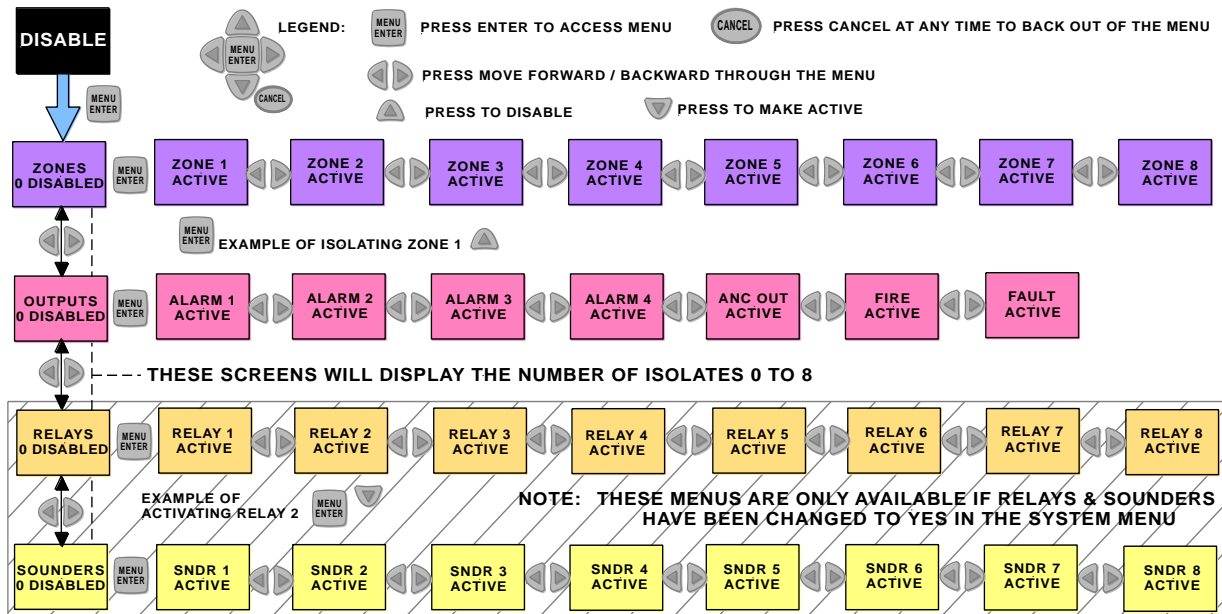 DISABLE
LEGEND:
MENU
ENTER
PRESS ENTER TO ACCESS MENU
CANCEL
PRESS CANCEL AT ANY TIME TO BACK OUT OF THE MENU
MENU
ENTER
CANCEL
PRESS MOVE FORWARD / BACKWARD THROUGH THE MENU
PRESS TO DISABLE
PRESS TO MAKE ACTIVE
MENU
ENTER
ZONES
0 DISABLED
MENU
ENTER
ZONE 1
ACTIVE
ZONE 2
ACTIVE
ZONE 3
ACTIVE
ZONE 4
ACTIVE
ZONE 5
ACTIVE
ZONE 6
ACTIVE
ZONE 7
ACTIVE
ZONE 8
ACTIVE
MENU
ENTER
EXAMPLE OF ISOLATING ZONE 1
OUTPUTS
0 DISABLED
MENU
ENTER
ALARM 1
ACTIVE
ALARM 2
ACTIVE
ALARM 3
ACTIVE
ALARM 4
ACTIVE
ANC OUT
ACTIVE
FIRE
ACTIVE
FAULT
ACTIVE
THESE SCREENS WILL DISPLAY THE NUMBER OF ISOLATES 0 TO 8
RELAYS
0 DISABLED
MENU
ENTER
RELAY 1
ACTIVE
RELAY 2
ACTIVE
RELAY 3
ACTIVE
RELAY 4
ACTIVE
RELAY 5
ACTIVE
RELAY 6
ACTIVE
RELAY 7
ACTIVE
RELAY 8
ACTIVE
EXAMPLE OF
ACTIVATING RELAY 2
MENU
ENTER
NOTE: THESE MENUS ARE ONLY AVAILABLE IF RELAYS & SOUNDERS
HAVE BEEN CHANGED TO YES IN THE SYSTEM MENU
SOUNDERS
0 DISABLED
MENU
ENTER
SNDR 1
ACTIVE
SNDR 2
ACTIVE
SNDR 3
ACTIVE
SNDR 4
ACTIVE
SNDR 5
ACTIVE
SNDR 6
ACTIVE
SNDR 7
ACTIVE
SNDR 8
ACTIVE